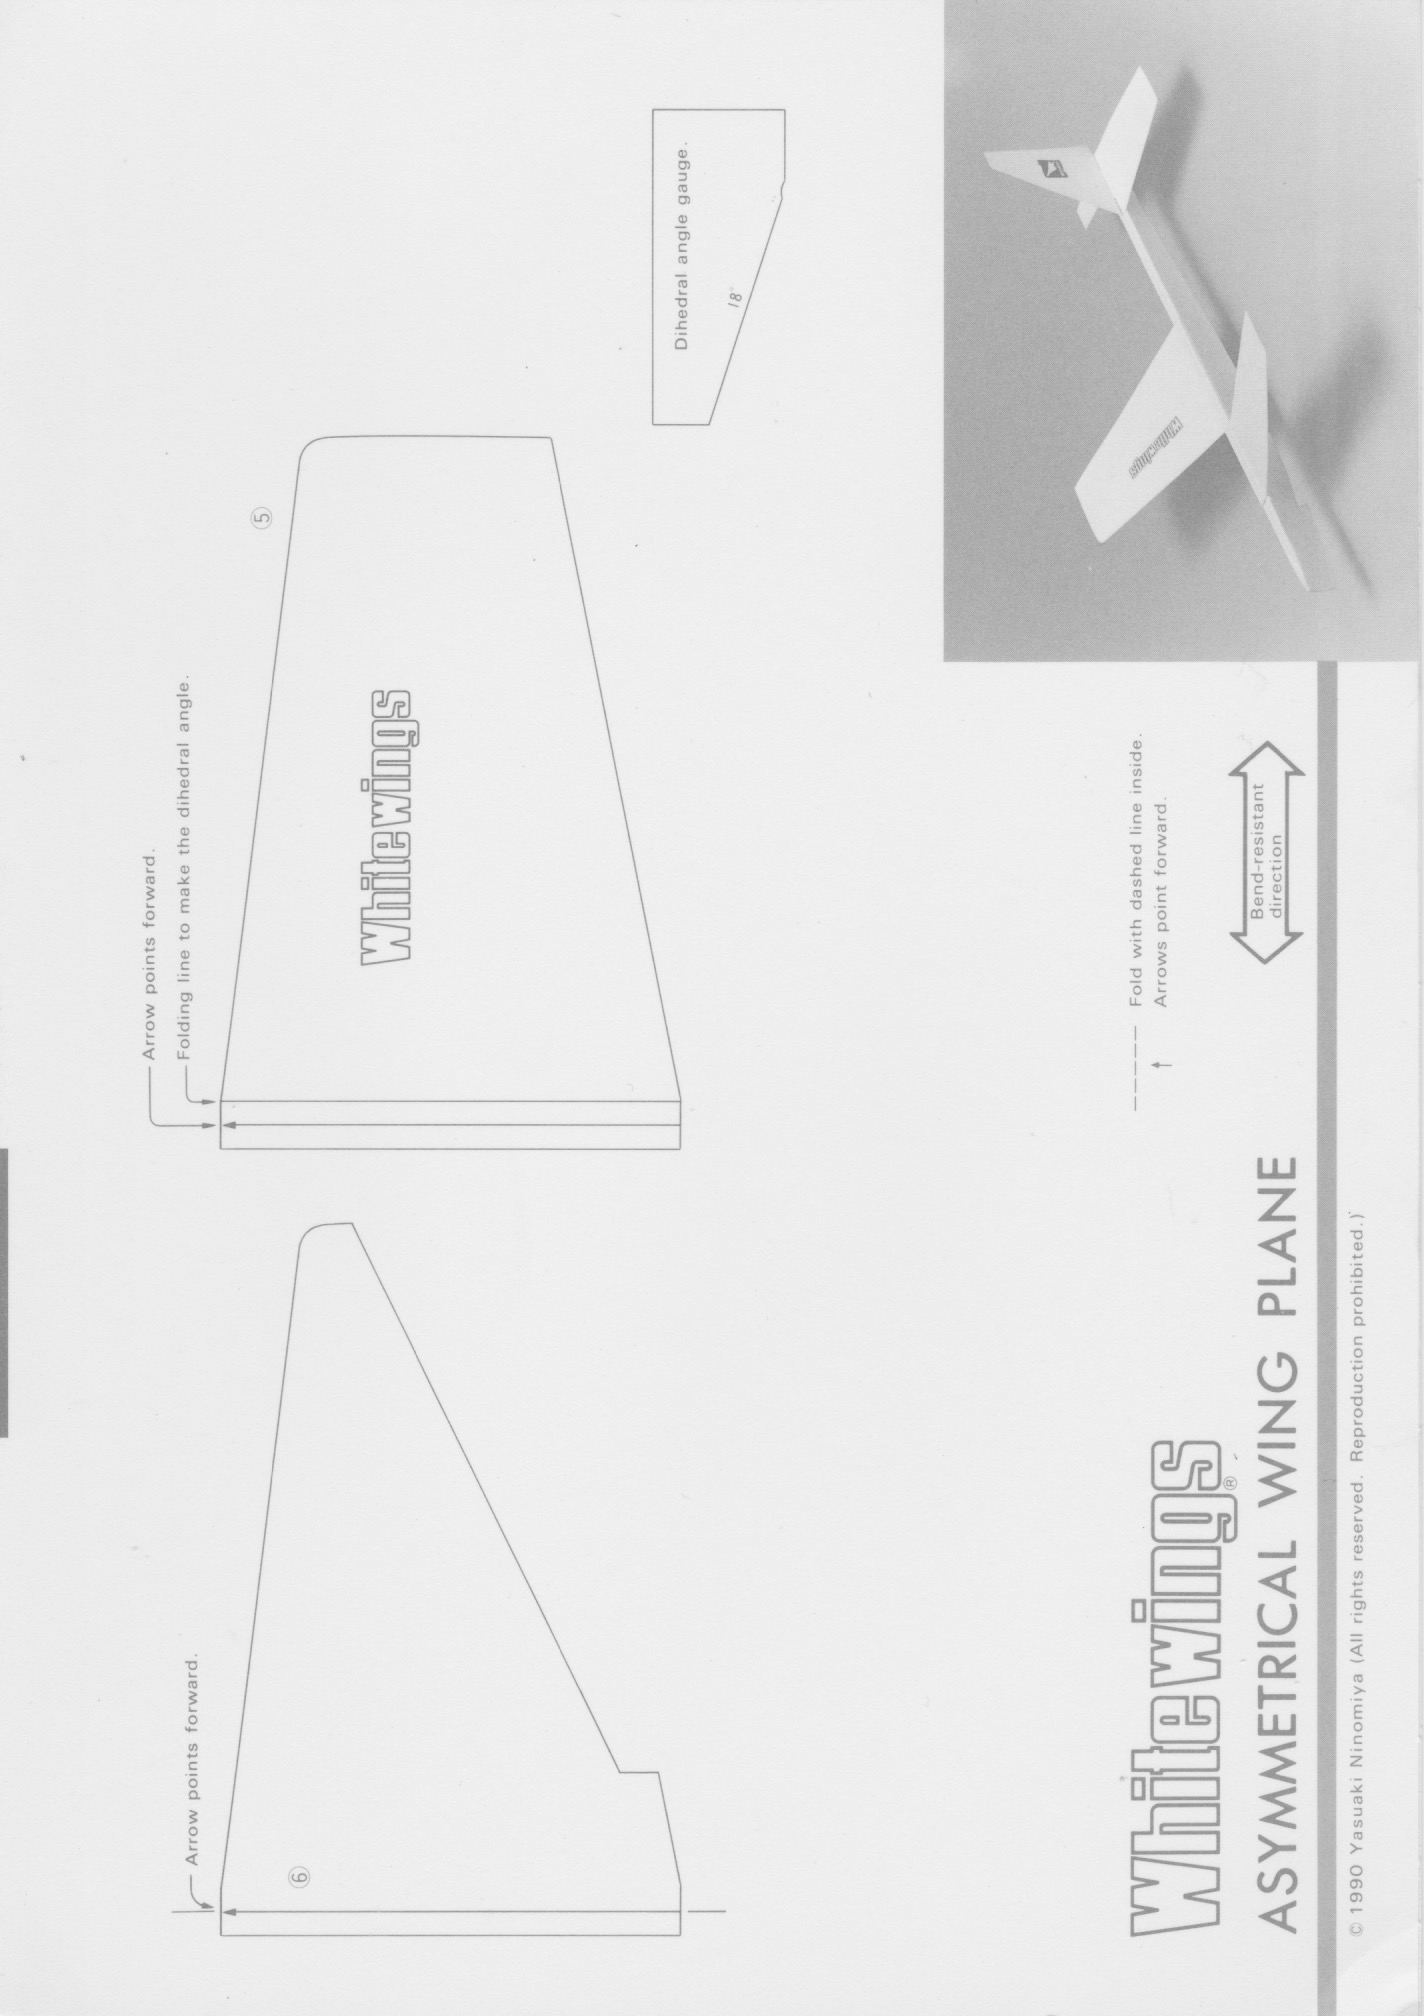 Arrow points forward.
Folding line to make the dihedral angle.
5
Whitewings
Dihedral angle gauge.
18°
Arrow points forward.
6
Whitewings
Whitewings®
ASYMMETRICAL WING PLANE
Fold with dashed line inside.
Arrows point forward.
Bend-resistant
direction
© 1990 Yasuaki Ninomiya (All rights reserved. Reproduction prohibited.)